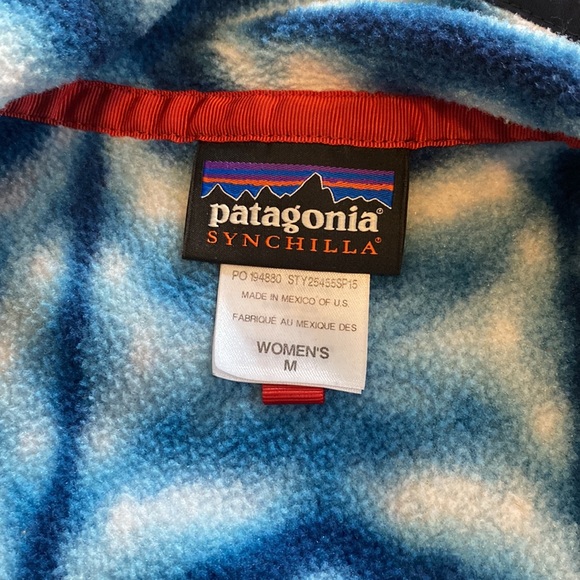 patagonia®
SYNCHILLA®
PO 194880 STY25455SP15
MADE IN MEXICO OF U.S.
FABRIQUÉ AU MEXIQUE DES
WOMEN'S
M